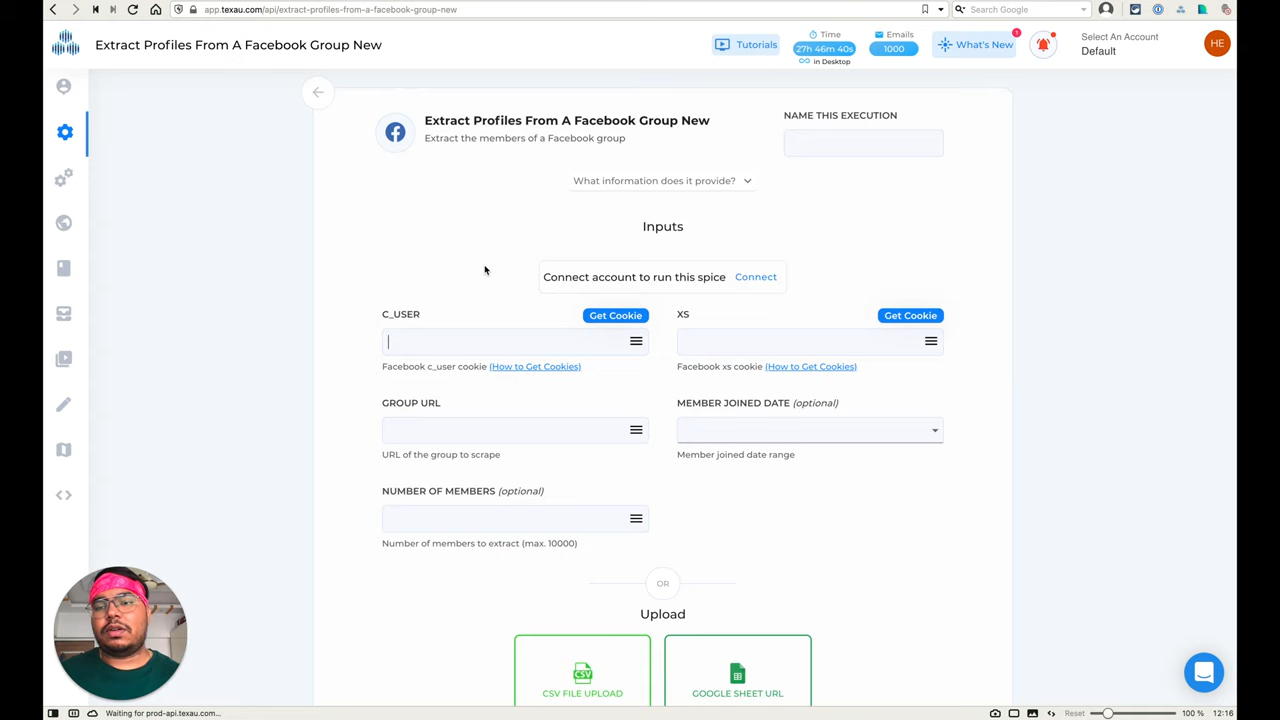 app.texau.com/api/extract-profiles-from-a-facebook-group-new
Search Google
Extract Profiles From A Facebook Group New
Tutorials
Time
27h 46m 40s
in Desktop
Emails
1000
What's New
1
Select An Account
Default
HE
Extract Profiles From A Facebook Group New
Extract the members of a Facebook group
NAME THIS EXECUTION
What information does it provide?
Inputs
Connect account to run this spice Connect
C_USER
Get Cookie
XS
Get Cookie
Facebook c_user cookie (How to Get Cookies)
Facebook xs cookie (How to Get Cookies)
GROUP URL
MEMBER JOINED DATE (optional)
URL of the group to scrape
Member joined date range
NUMBER OF MEMBERS (optional)
Number of members to extract (max. 10000)
OR
Upload
CSV
CSV FILE UPLOAD
GOOGLE SHEET URL
Waiting for prod-api.texau.com...
Reset
100 %
12:16